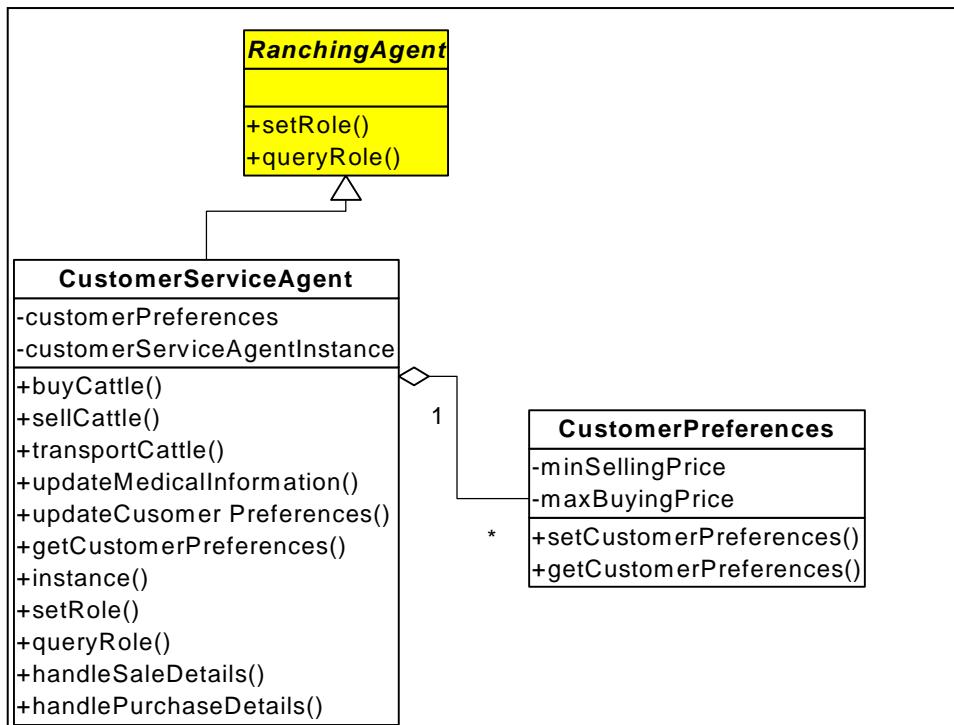 RanchingAgent
+setRole()
+queryRole()
CustomerServiceAgent
-customerPreferences
-customerServiceAgentInstance
+buyCattle()
+sellCattle()
+transportCattle()
+updateMedicalInformation()
+updateCusomer Preferences()
+getCustomerPreferences()
+instance()
+setRole()
+queryRole()
+handleSaleDetails()
+handlePurchaseDetails()
1
*
CustomerPreferences
-minSellingPrice
-maxBuyingPrice
+setCustomerPreferences()
+getCustomerPreferences()